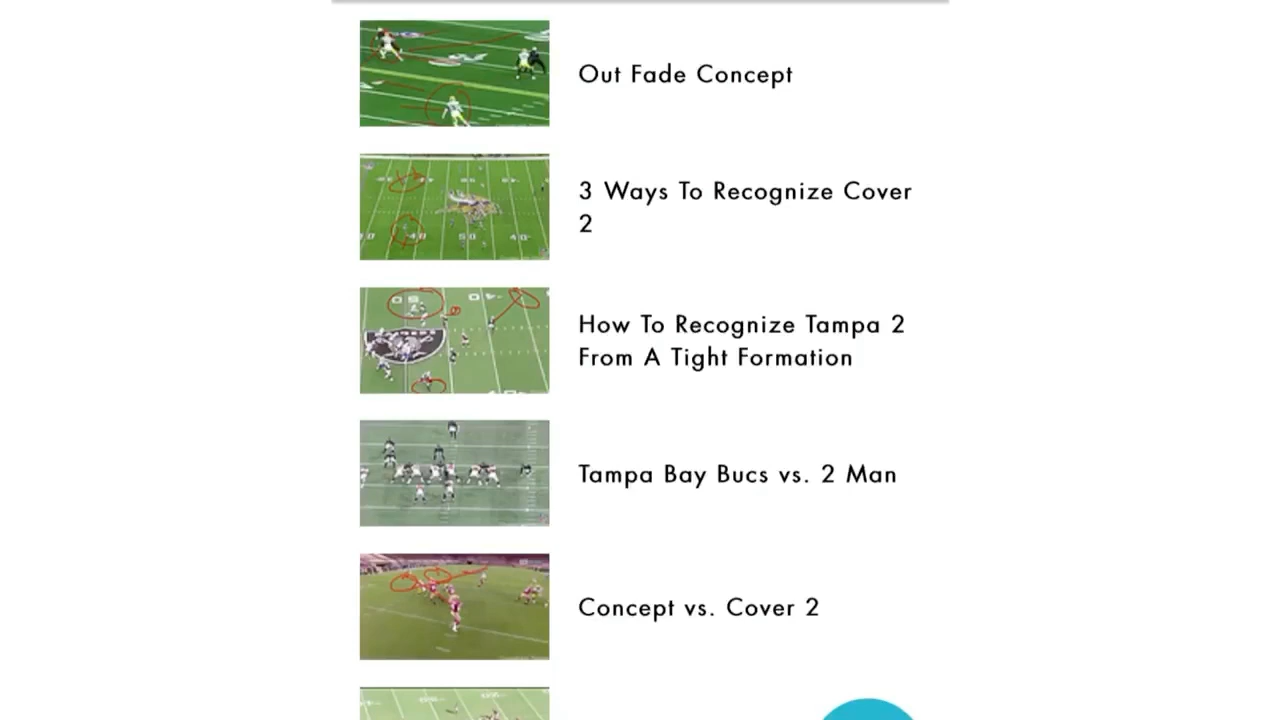 Out Fade Concept
3 Ways To Recognize Cover
2
How To Recognize Tampa 2
From A Tight Formation
Tampa Bay Bucs vs. 2 Man
Concept vs. Cover 2